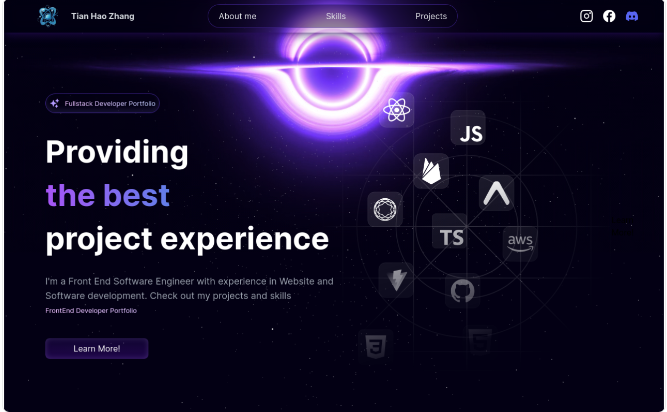 Tian Hao Zhang
About me
Skills
Projects
Fullstack Developer Portfolio
Providing
the best
project experience
I'm a Front End Software Engineer with experience in Website and
Software development. Check out my projects and skills
FrontEnd Developer Portfolio
Learn More!
JS
TS
aws
3